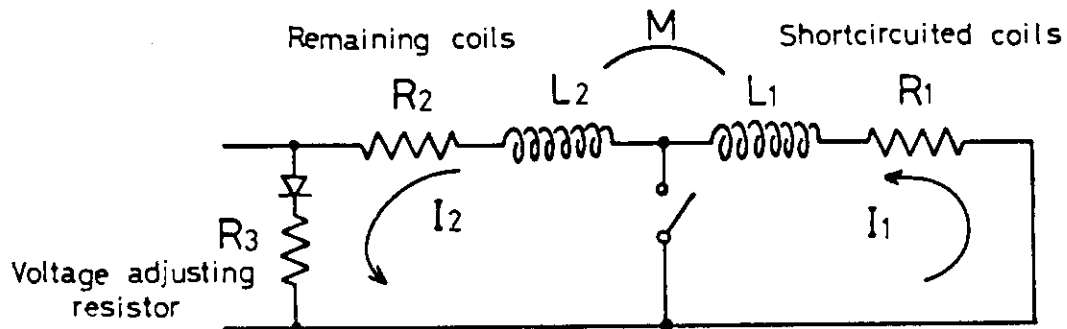 M
Remaining coils
Shortcircuited coils
R2
L2
L1
R1
I2
I1
R3
Voltage adjusting
resistor